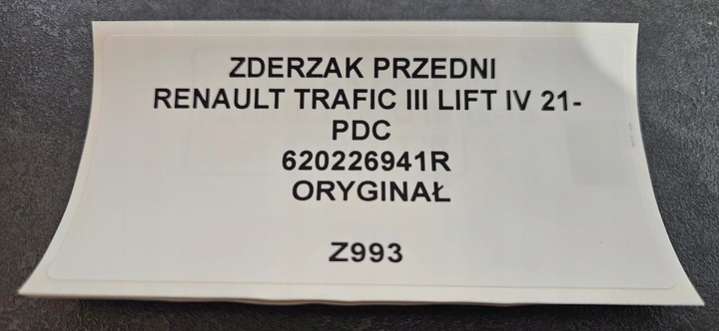 ZDERZAK PRZEDNI
RENAULT TRAFIC III LIFT IV 21-
PDC
620226941R
ORYGINAŁ
Z993